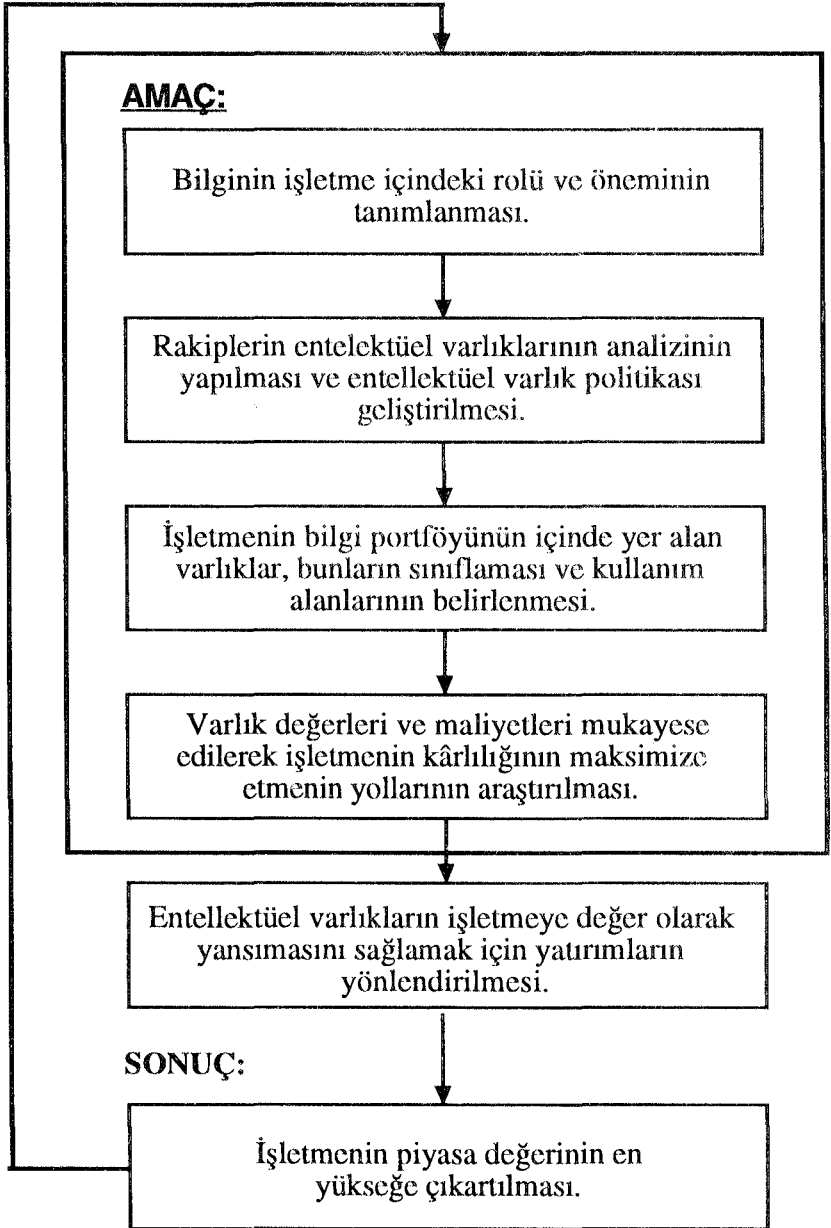 AMAÇ:
Bilginin işletme içindeki rolü ve öneminin
tanımlanması.
Rakiplerin entelektüel varlıklarının analizinin
yapılması ve entellektüel varlık politikası
geliştirilmesi.
İşletmenin bilgi portföyünün içinde yer alan
varlıklar, bunların sınıflaması ve kullanım
alanlarının belirlenmesi.
Varlık değerleri ve maliyetleri mukayese
edilerek işletmenin kârlılığının maksimize
etmenin yollarının araştırılması.
Entellektüel varlıkların işletmeye değer olarak
yansımasını sağlamak için yatırımların
yönlendirilmesi.
SONUÇ:
İşletmenin piyasa değerinin en
yükseğe çıkartılması.